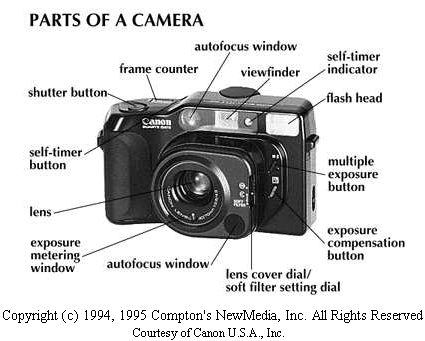 PARTS OF A CAMERA
autofocus window
self-timer
indicator
frame counter
viewfinder
shutter button
flash head
Canon
self-timer
button
multiple
exposure
button
lens
SOFT
FILTER
exposure
metering
window
exposure
compensation
button
autofocus window
lens cover dial/
soft filter setting dial
Copyright (c) 1994, 1995 Compton's NewMedia, Inc. All Rights Reserved
Courtesy of Canon U.S.A., Inc.